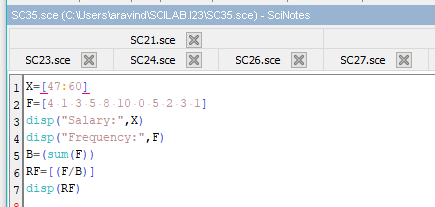 SC35.sce (C:\Users\aravind\SCILAB.I23\SC35.sce) - SciNotes
SC21.sce
SC23.sce SC24.sce SC26.sce SC27.sce
1 X=[47:60]
2 F=[4 1 3 5 8 10 0 5 2 3 1]
3 disp("Salary:",X)
4 disp("Frequency:",F)
5 B=(sum(F))
6 RF=[(F/B)]
7 disp(RF)
8